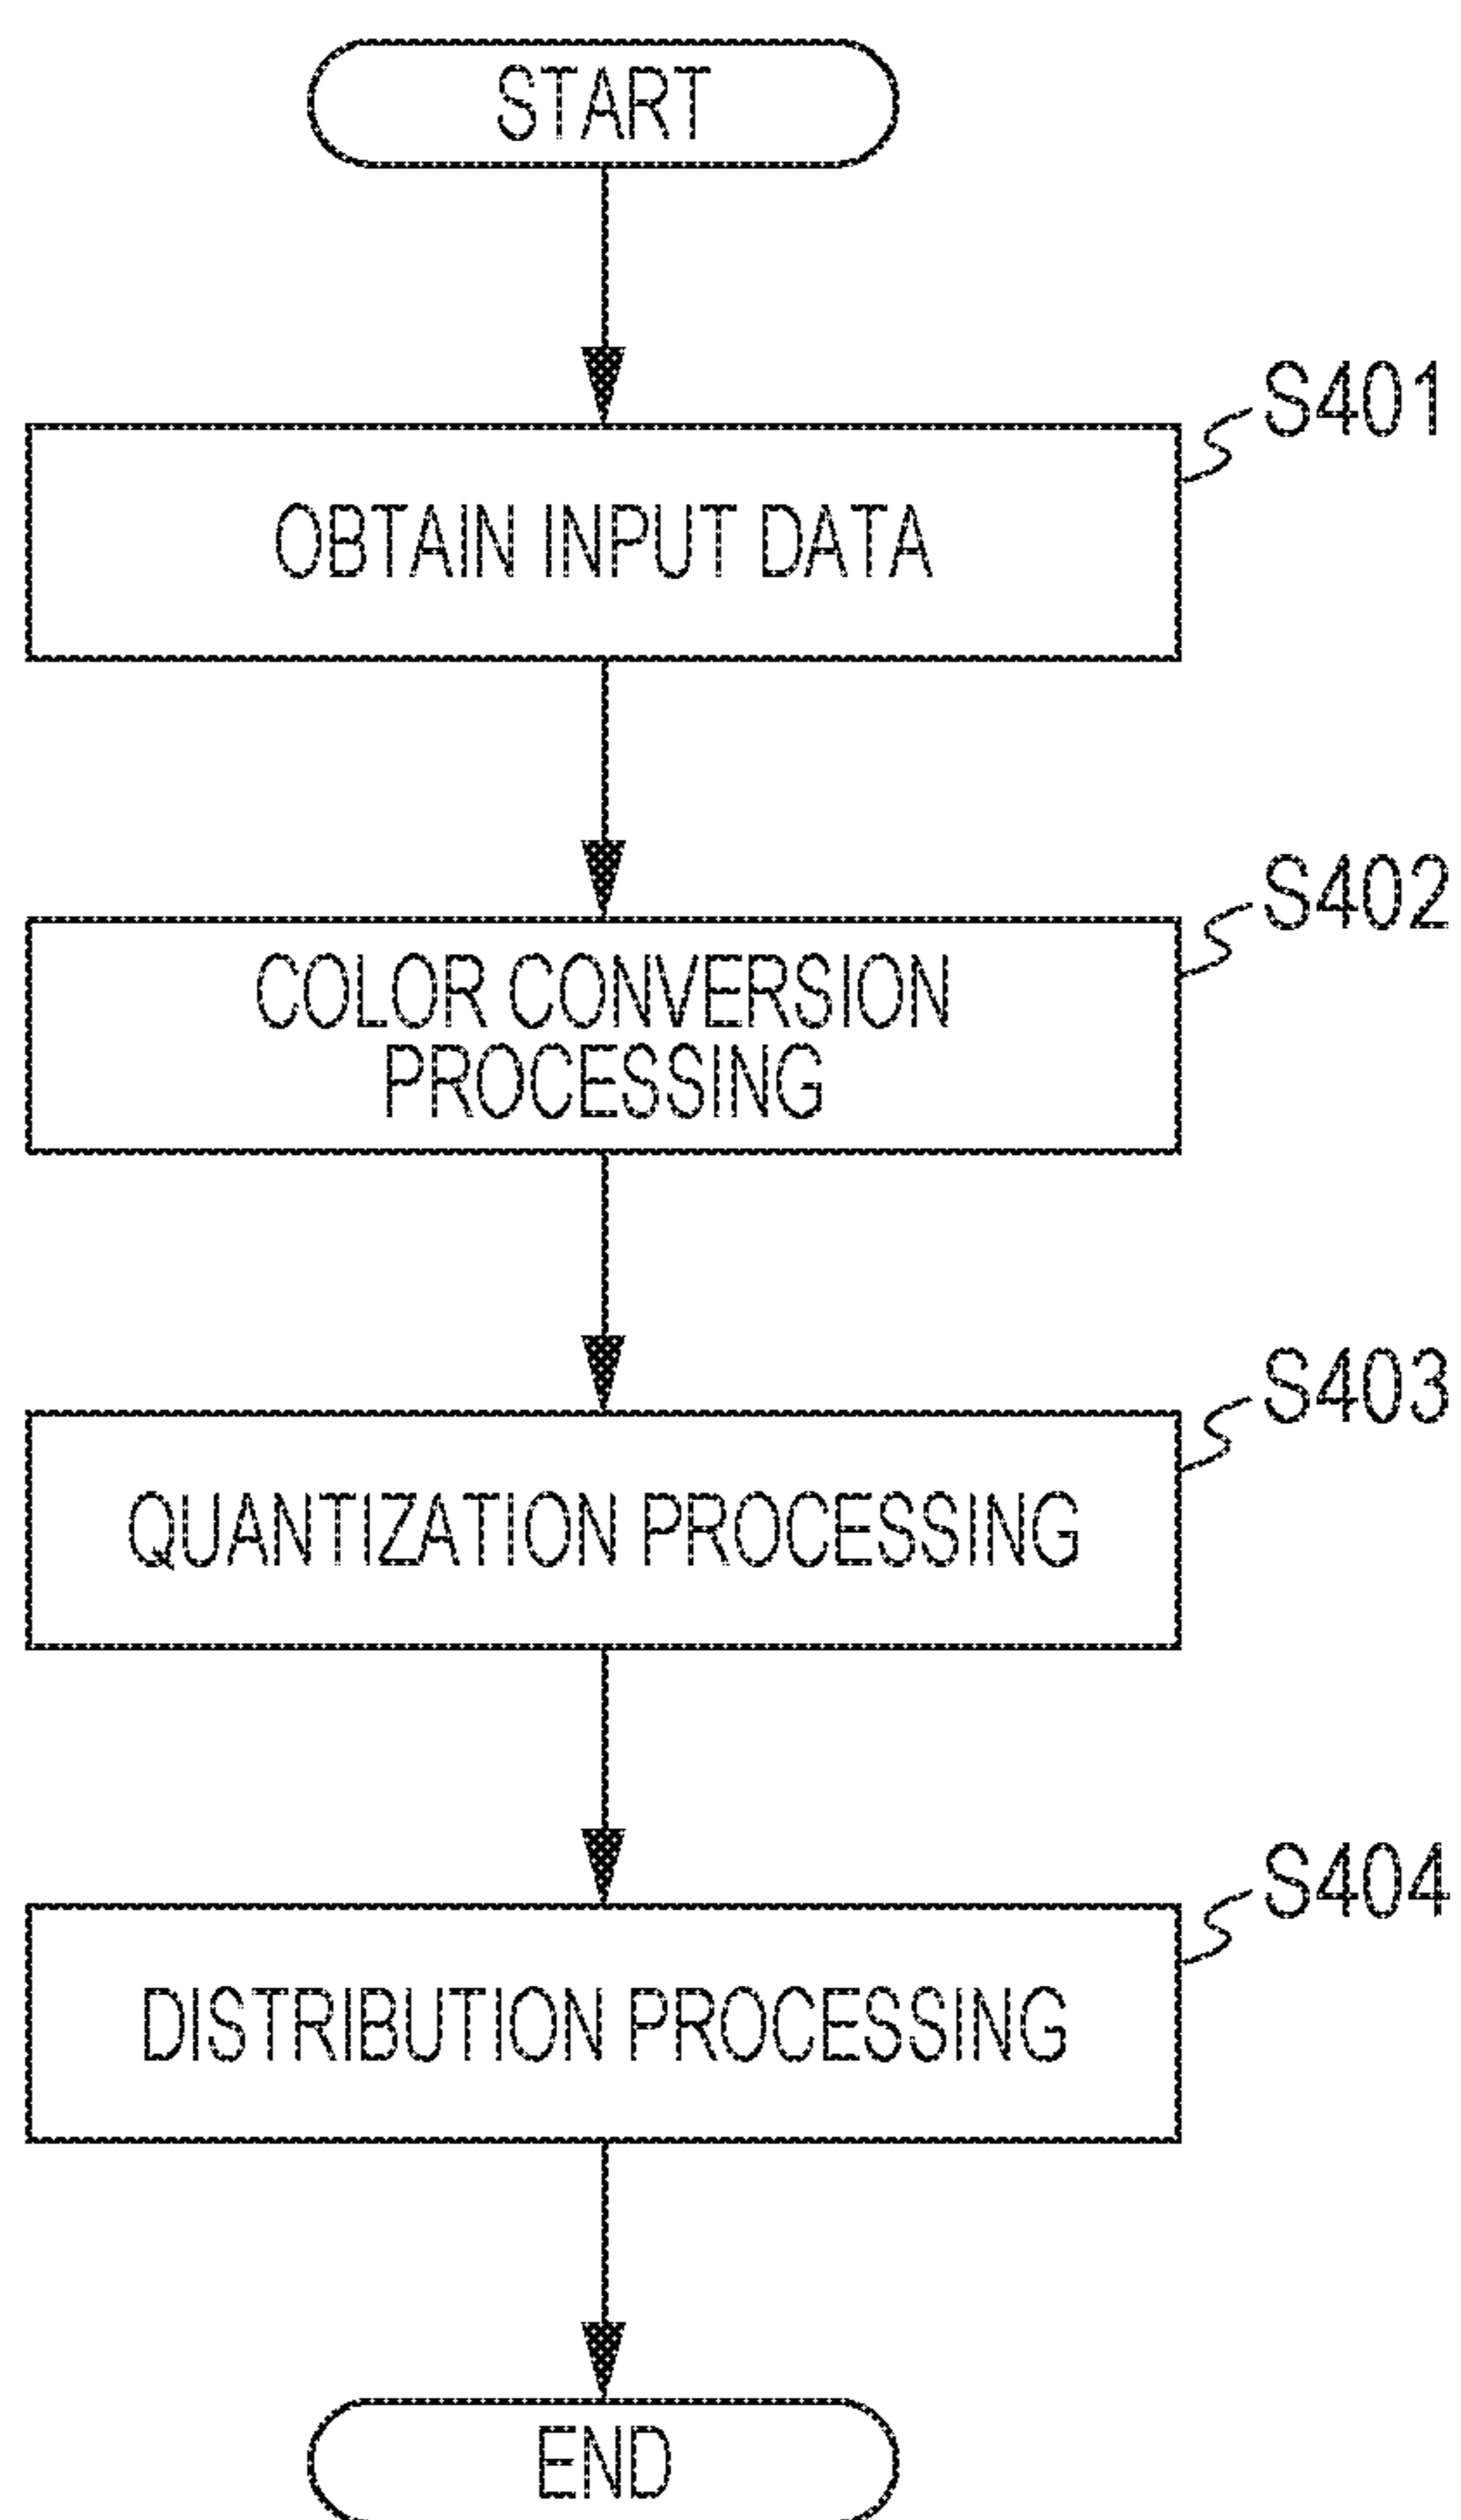 START
S401
OBTAIN INPUT DATA
S402
COLOR CONVERSION
PROCESSING
S403
QUANTIZATION PROCESSING
S404
DISTRIBUTION PROCESSING
END